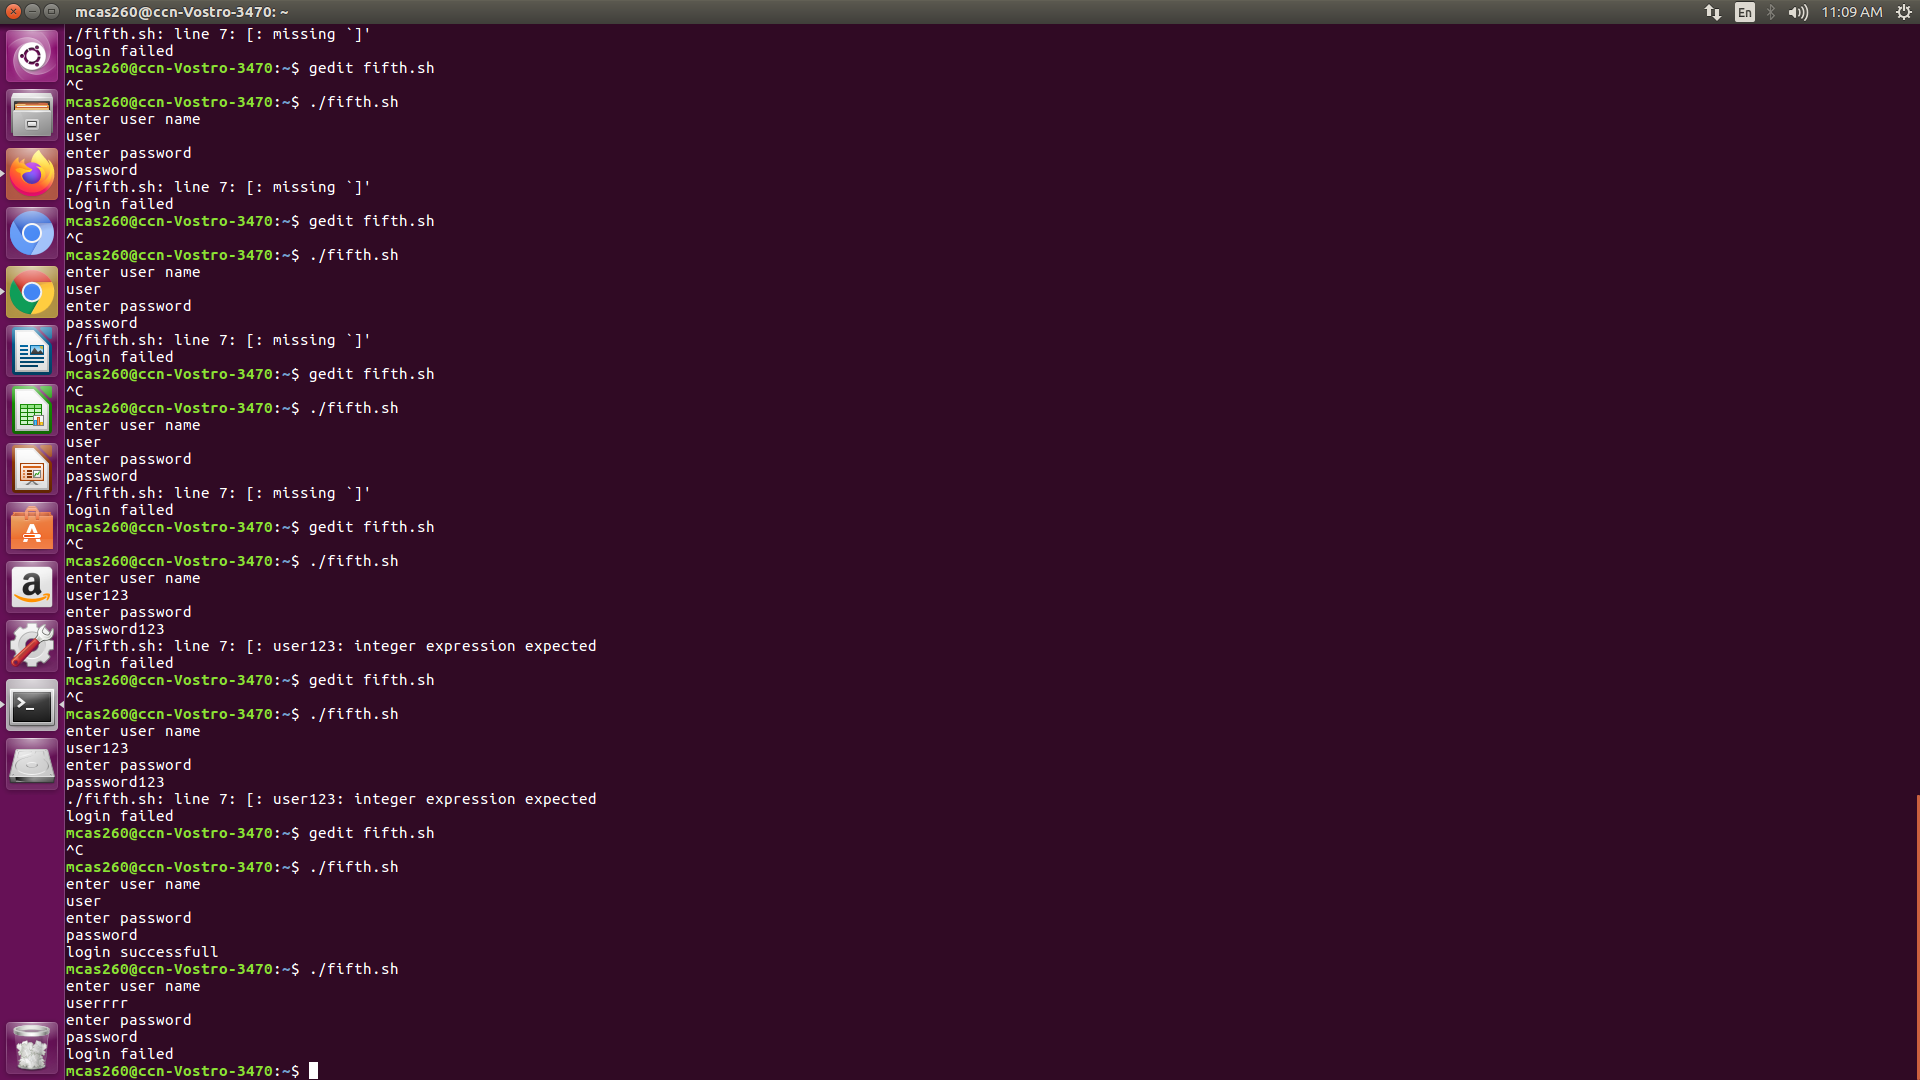 mcas260@ccn-Vostro-3470: ~
En
11:09 AM
./fifth.sh: line 7: [: missing `]'
login failed
mcas260@ccn-Vostro-3470:~$ gedit fifth.sh
^C
mcas260@ccn-Vostro-3470:~$ ./fifth.sh
enter user name
user
enter password
password
./fifth.sh: line 7: [: missing `]'
login failed
mcas260@ccn-Vostro-3470:~$ gedit fifth.sh
^C
mcas260@ccn-Vostro-3470:~$ ./fifth.sh
enter user name
user
enter password
password
./fifth.sh: line 7: [: missing `]'
login failed
mcas260@ccn-Vostro-3470:~$ gedit fifth.sh
^C
mcas260@ccn-Vostro-3470:~$ ./fifth.sh
enter user name
user
enter password
password
./fifth.sh: line 7: [: missing `]'
login failed
mcas260@ccn-Vostro-3470:~$ gedit fifth.sh
^C
mcas260@ccn-Vostro-3470:~$ ./fifth.sh
enter user name
user123
enter password
password123
./fifth.sh: line 7: [: user123: integer expression expected
login failed
mcas260@ccn-Vostro-3470:~$ gedit fifth.sh
^C
mcas260@ccn-Vostro-3470:~$ ./fifth.sh
enter user name
user123
enter password
password123
./fifth.sh: line 7: [: user123: integer expression expected
login failed
mcas260@ccn-Vostro-3470:~$ gedit fifth.sh
^C
mcas260@ccn-Vostro-3470:~$ ./fifth.sh
enter user name
user
enter password
password
login successfull
mcas260@ccn-Vostro-3470:~$ ./fifth.sh
enter user name
userrrr
enter password
password
login failed
mcas260@ccn-Vostro-3470:~$